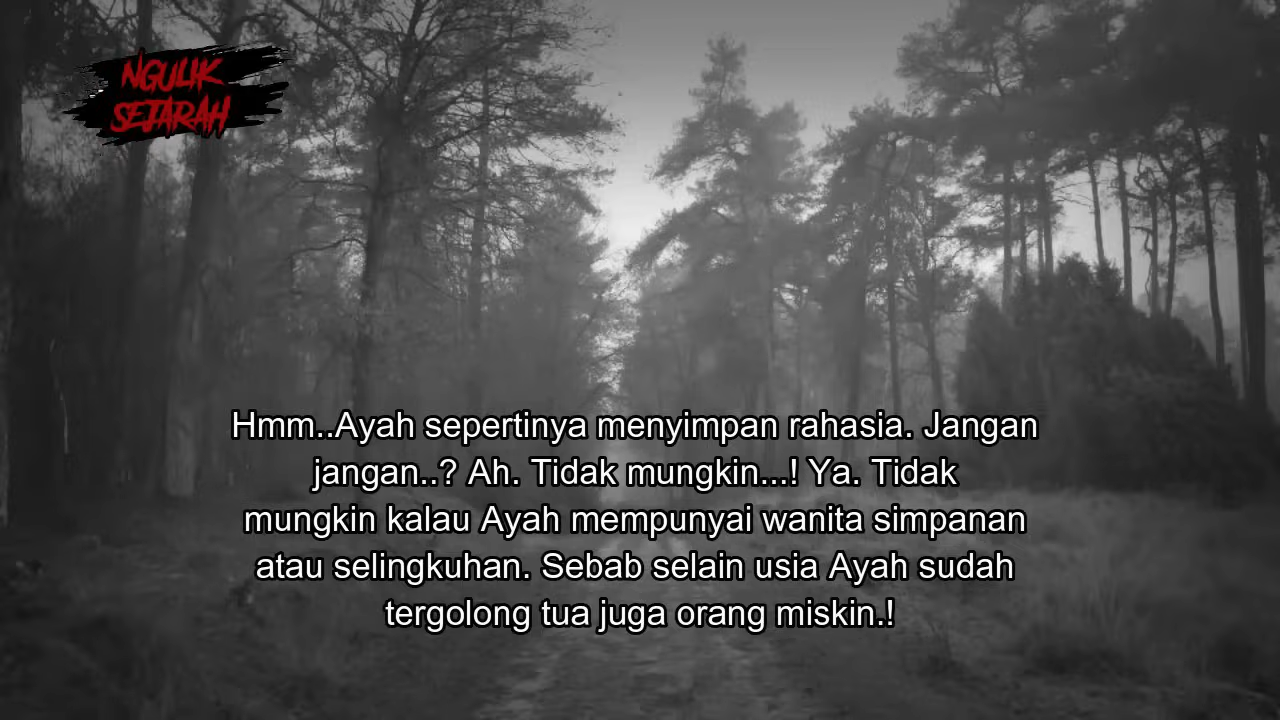 NGULIK
SEJARAH
Hmm..Ayah sepertinya menyimpan rahasia. Jangan
jangan..? Ah. Tidak mungkin...! Ya. Tidak
mungkin kalau Ayah mempunyai wanita simpanan
atau selingkuhan. Sebab selain usia Ayah sudah
tergolong tua juga orang miskin.!